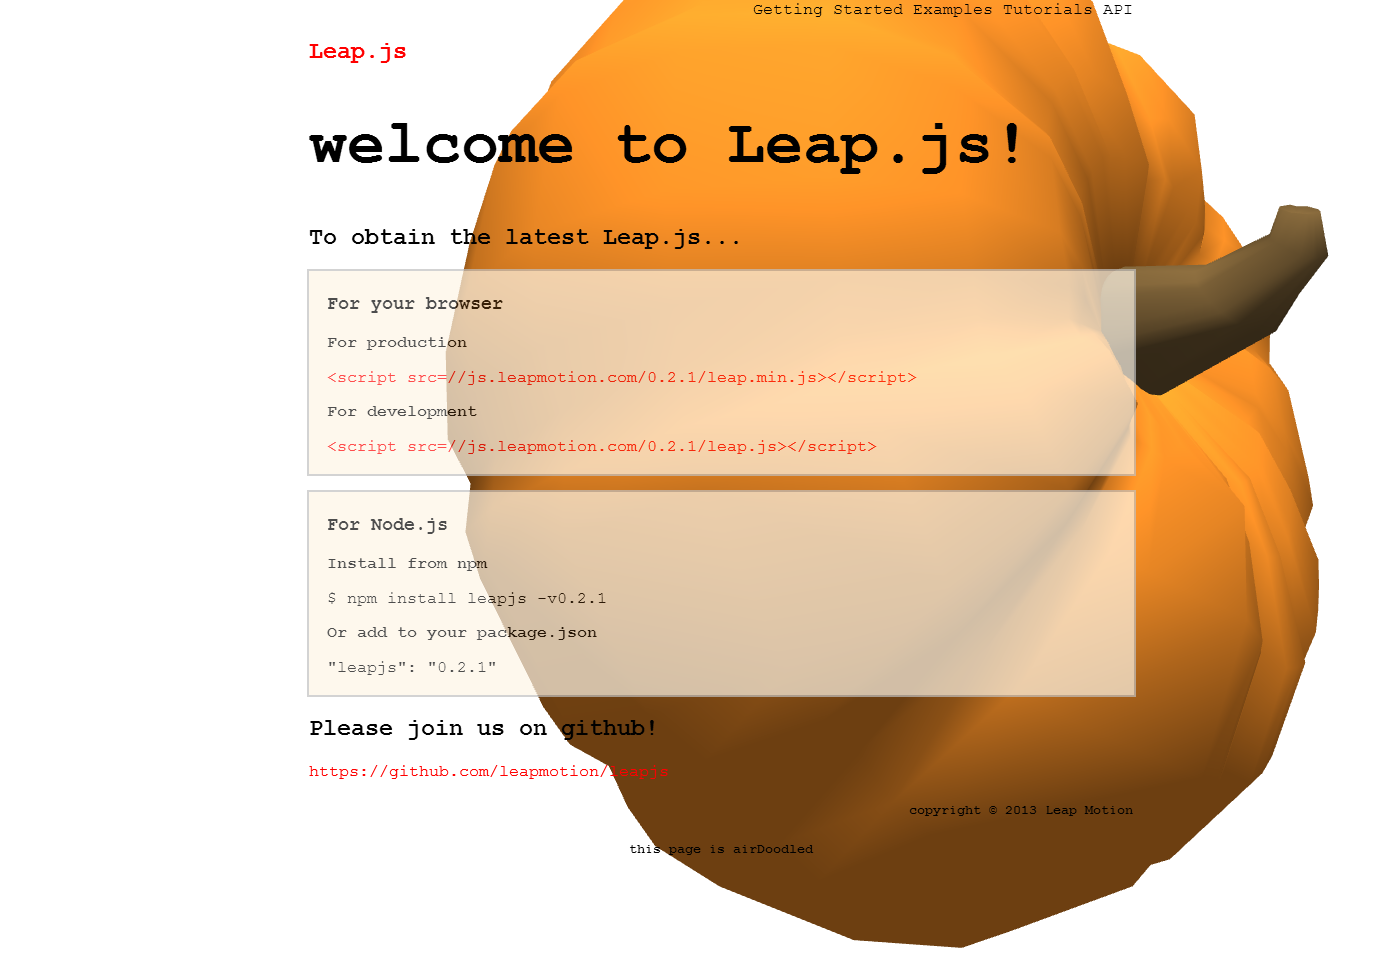 Getting Started Examples Tutorials API
Leap.js
welcome to Leap.js!
To obtain the latest Leap.js...
For your browser
For production
<script src=//js.leapmotion.com/0.2.1/leap.min.js></script>
For development
<script src=//js.leapmotion.com/0.2.1/leap.js></script>
For Node.js
Install from npm
$ npm install leapjs -v0.2.1
Or add to your package.json
"leapjs": "0.2.1"
Please join us on github!
https://github.com/leapmotion/leapjs
copyright © 2013 Leap Motion
this page is airDoodled